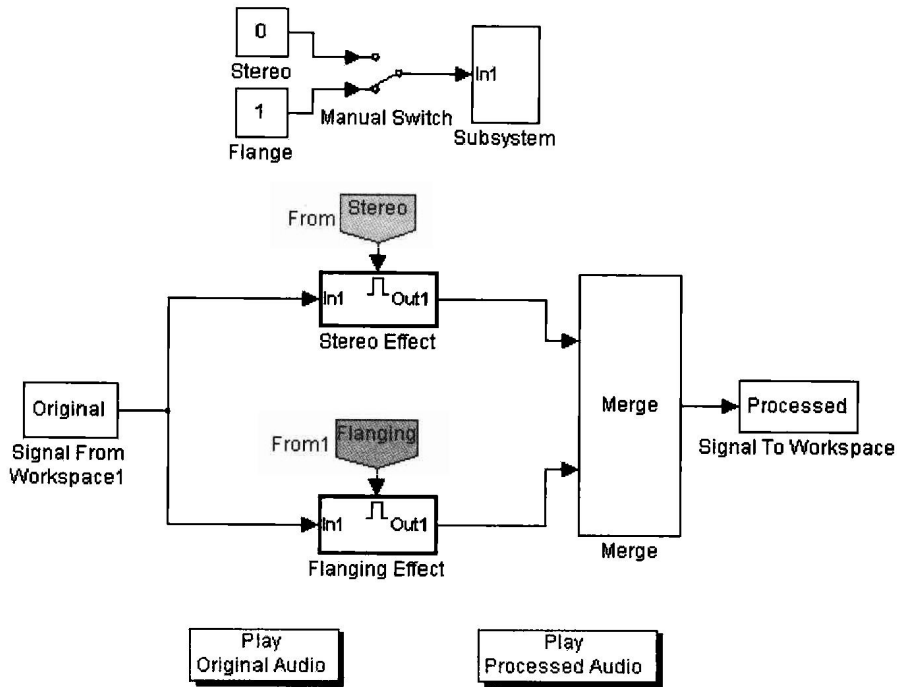 0
Stereo
1
Flange
Manual Switch
In1
Subsystem
From
Stereo
In1
Out1
Stereo Effect
Original
Signal From
Workspace1
From1
Flanging
In1
Out1
Flanging Effect
Merge
Merge
Processed
Signal To Workspace
Play
Original Audio
Play
Processed Audio